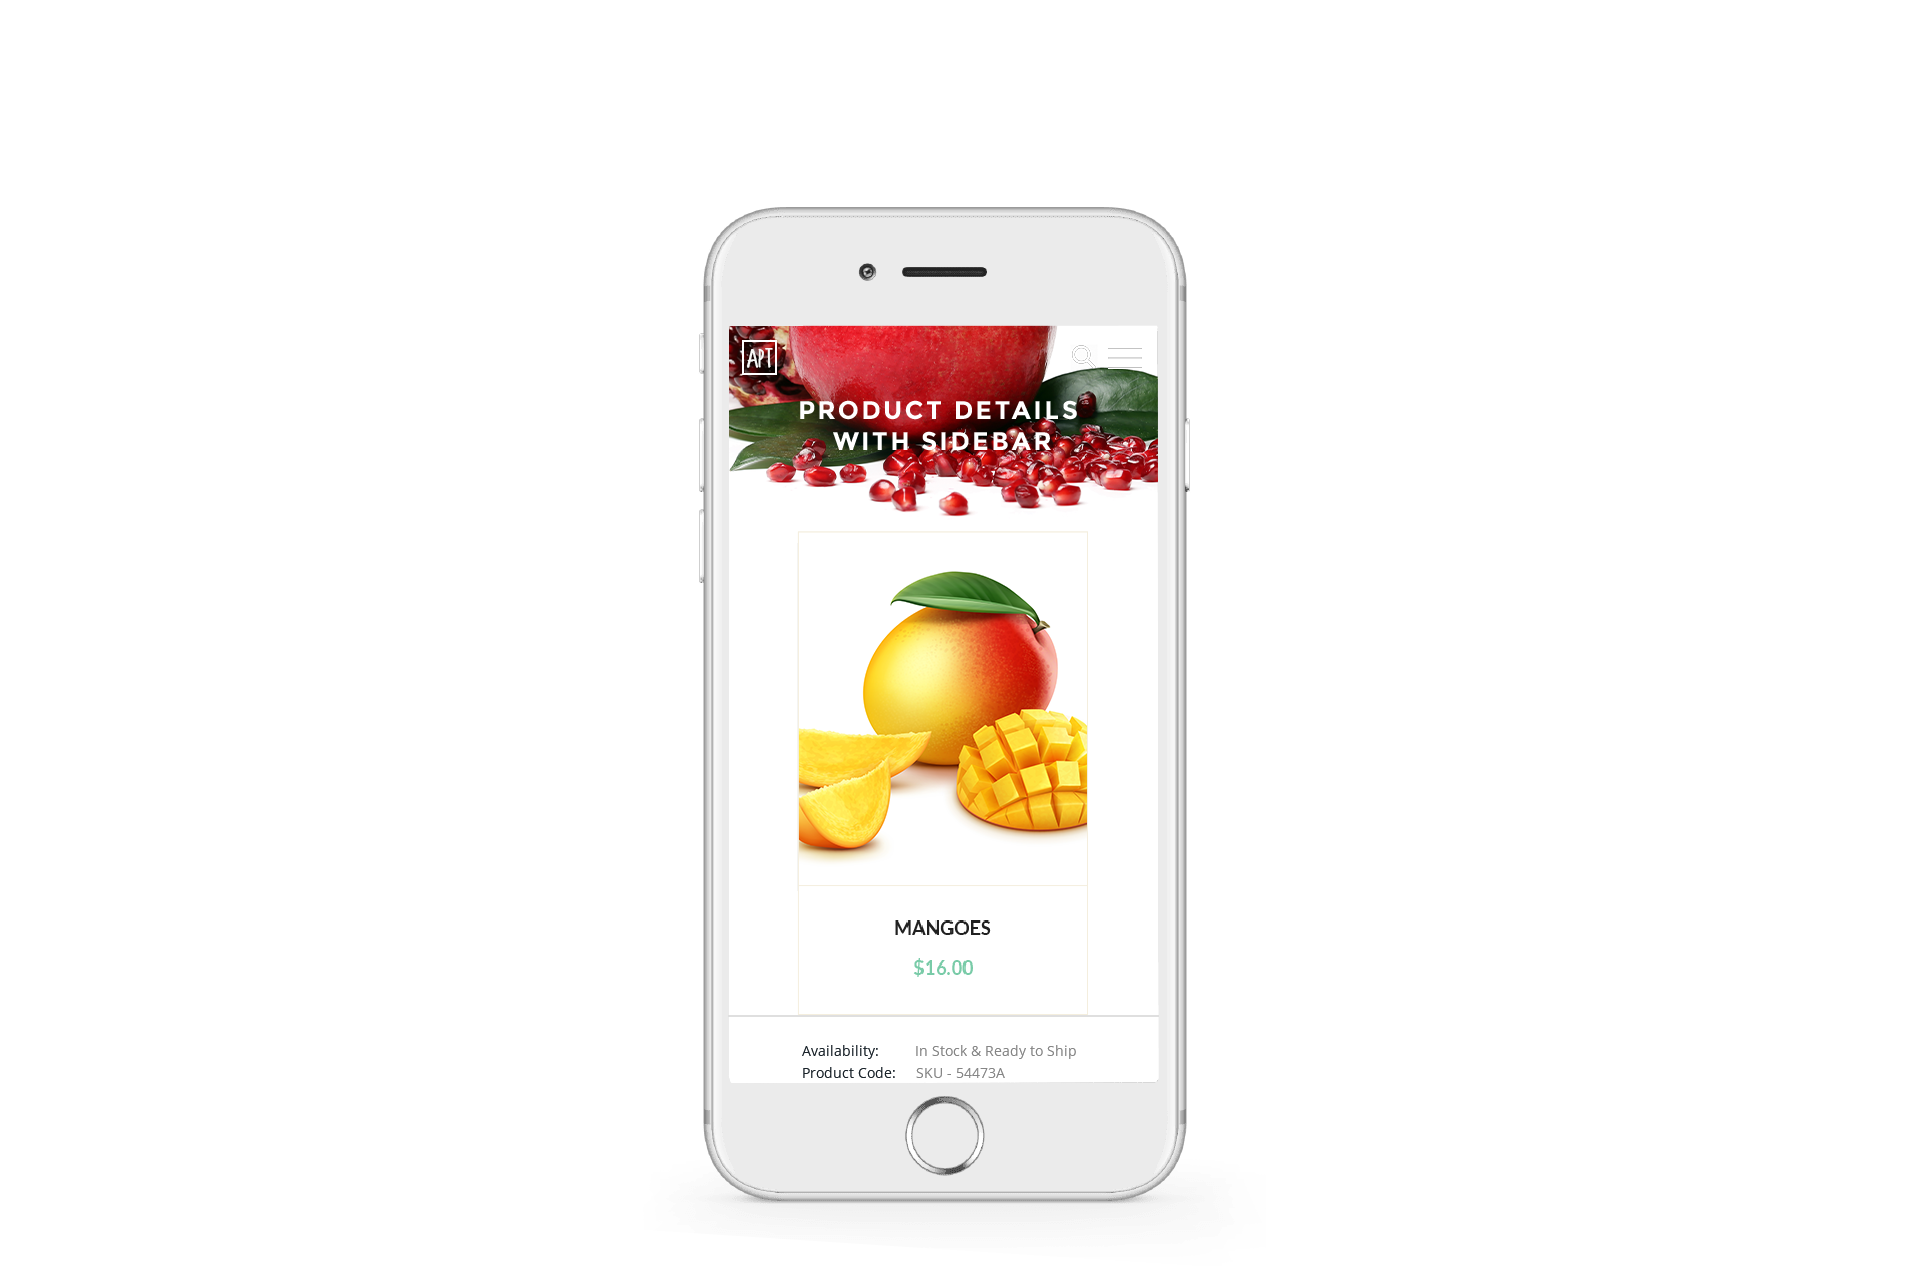 APT
PRODUCT DETAILS
WITH SIDEBAR
MANGOES
$16.00
Availability: In Stock & Ready to Ship
Product Code: SKU - 54473A